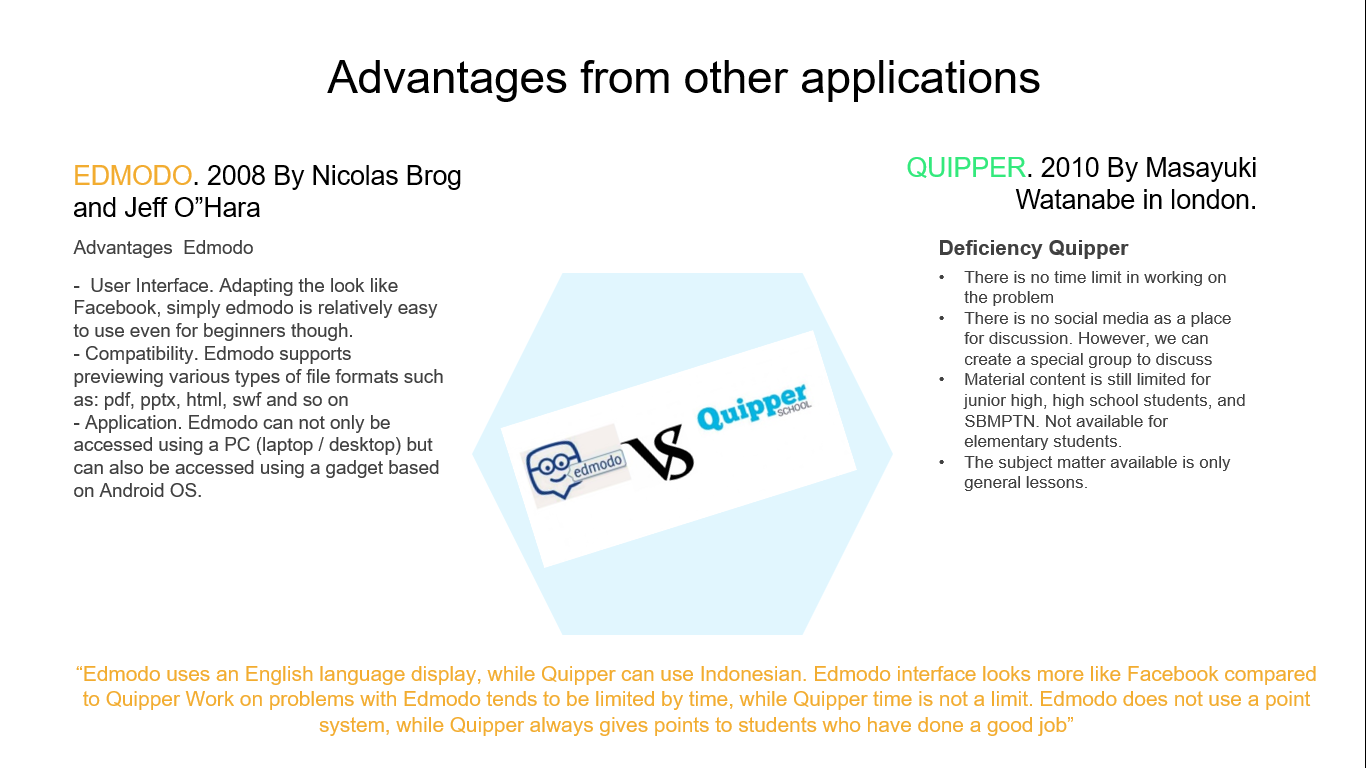 Advantages from other applications
EDMODO. 2008 By Nicolas Brog
and Jeff O”Hara
Advantages  Edmodo
-  User Interface. Adapting the look like
Facebook, simply edmodo is relatively easy
to use even for beginners though.
- Compatibility. Edmodo supports
previewing various types of file formats such
as: pdf, pptx, html, swf and so on
- Application. Edmodo can not only be
accessed using a PC (laptop / desktop) but
can also be accessed using a gadget based
on Android OS.
edmodo
VS
Quipper
SCHOOL
QUIPPER. 2010 By Masayuki
Watanabe in london.
Deficiency Quipper
• There is no time limit in working on
the problem
• There is no social media as a place
for discussion. However, we can
create a special group to discuss
• Material content is still limited for
junior high, high school students, and
SBMPTN. Not available for
elementary students.
• The subject matter available is only
general lessons.
“Edmodo uses an English language display, while Quipper can use Indonesian. Edmodo interface looks more like Facebook compared
to Quipper Work on problems with Edmodo tends to be limited by time, while Quipper time is not a limit. Edmodo does not use a point
system, while Quipper always gives points to students who have done a good job”